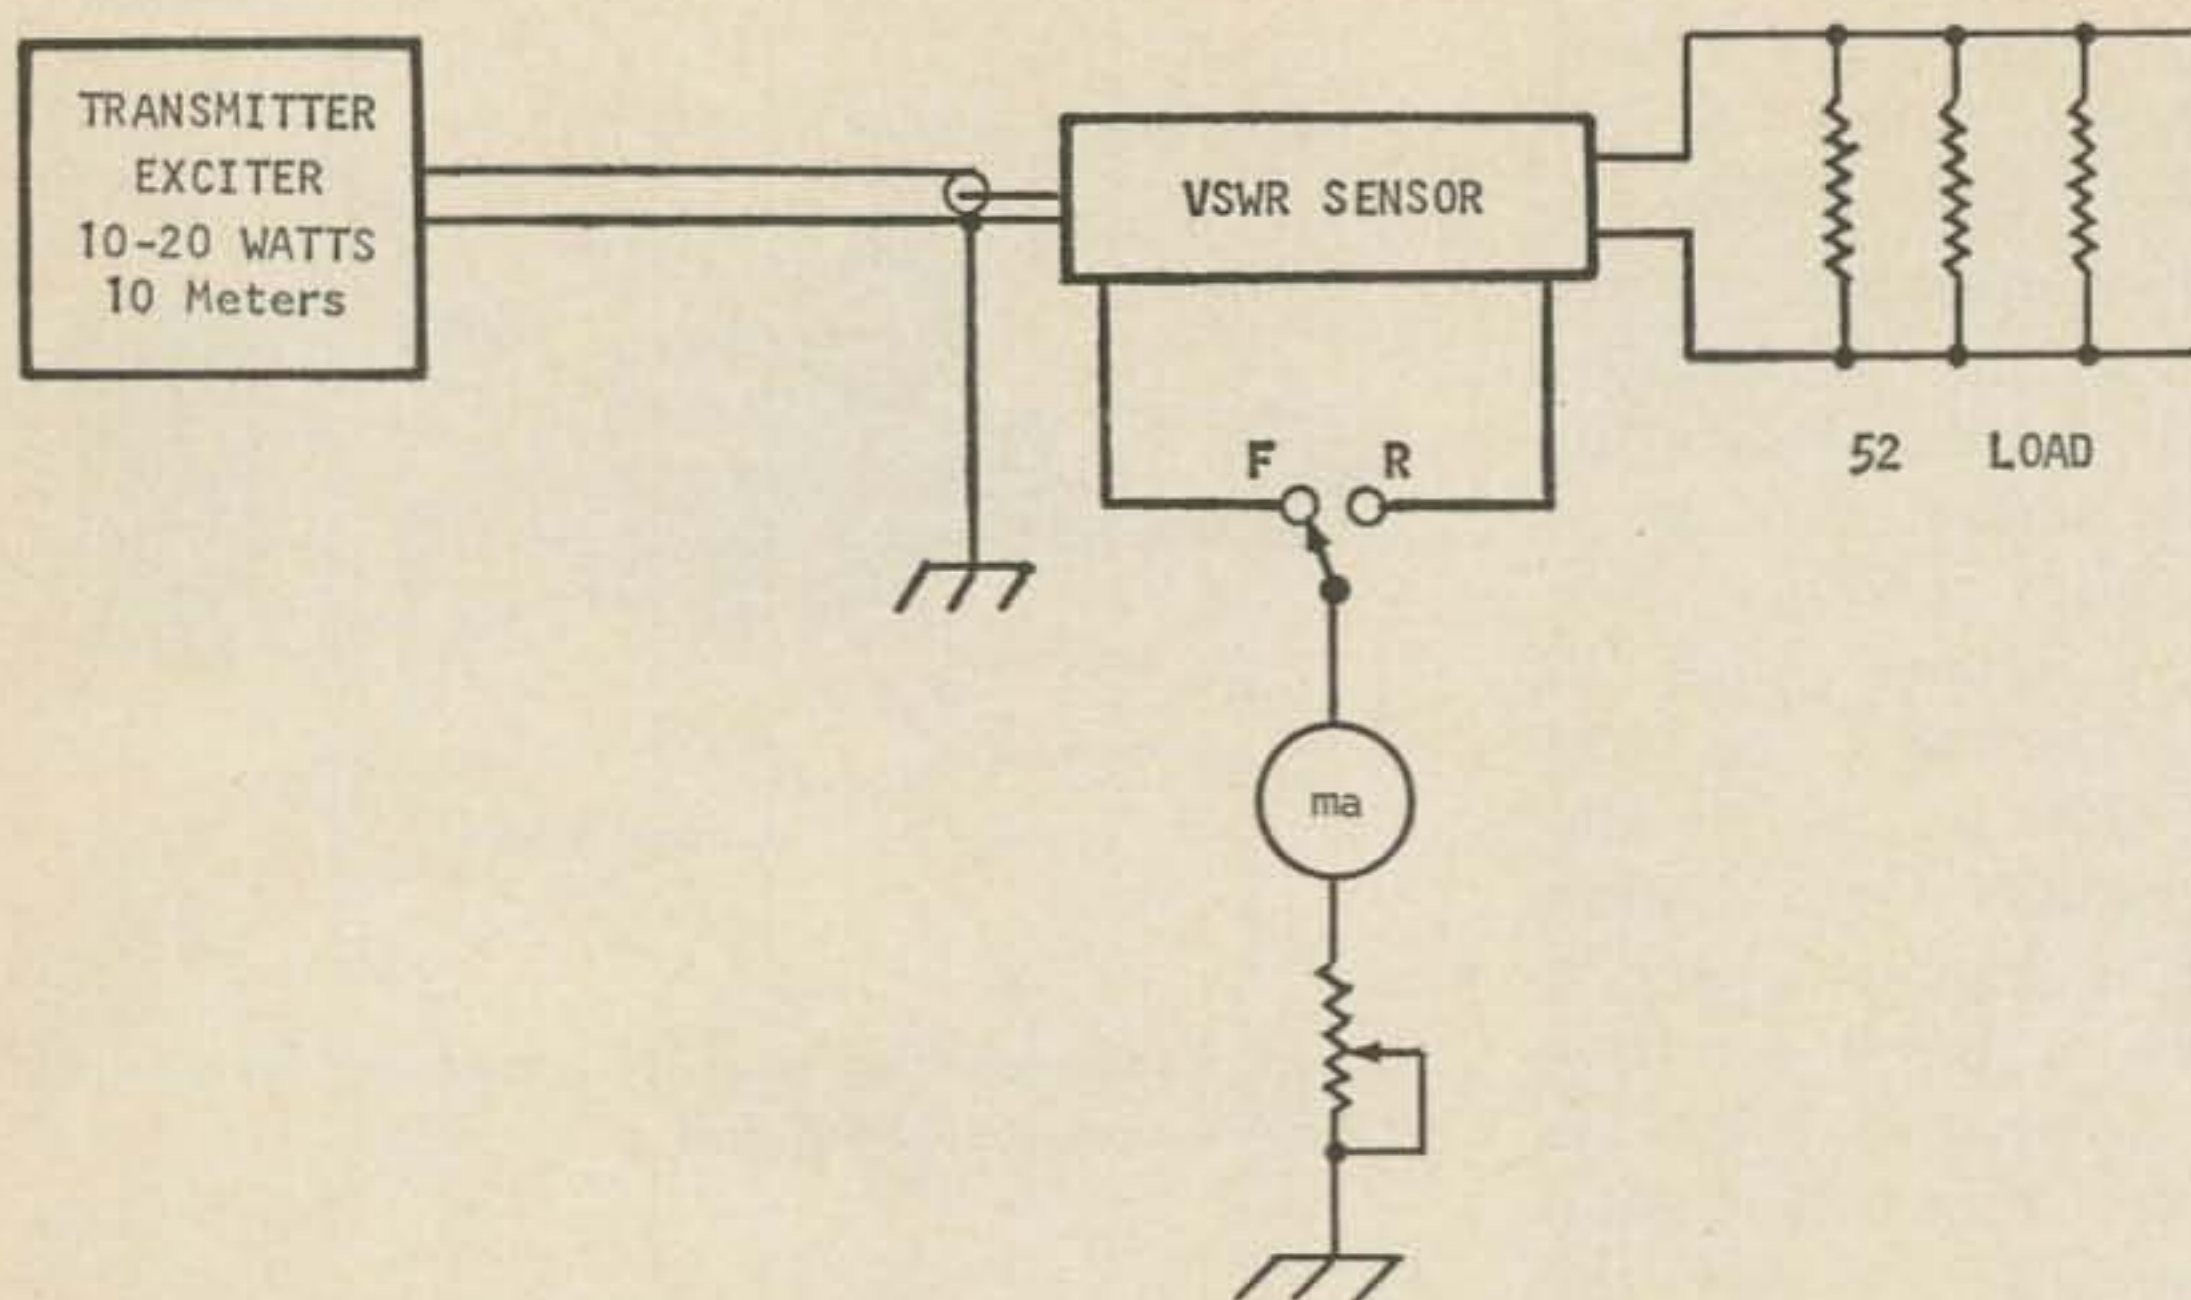 TRANSMITTER
EXCITER
10-20 WATTS
10 Meters
VSWR SENSOR
F R
52 LOAD
ma